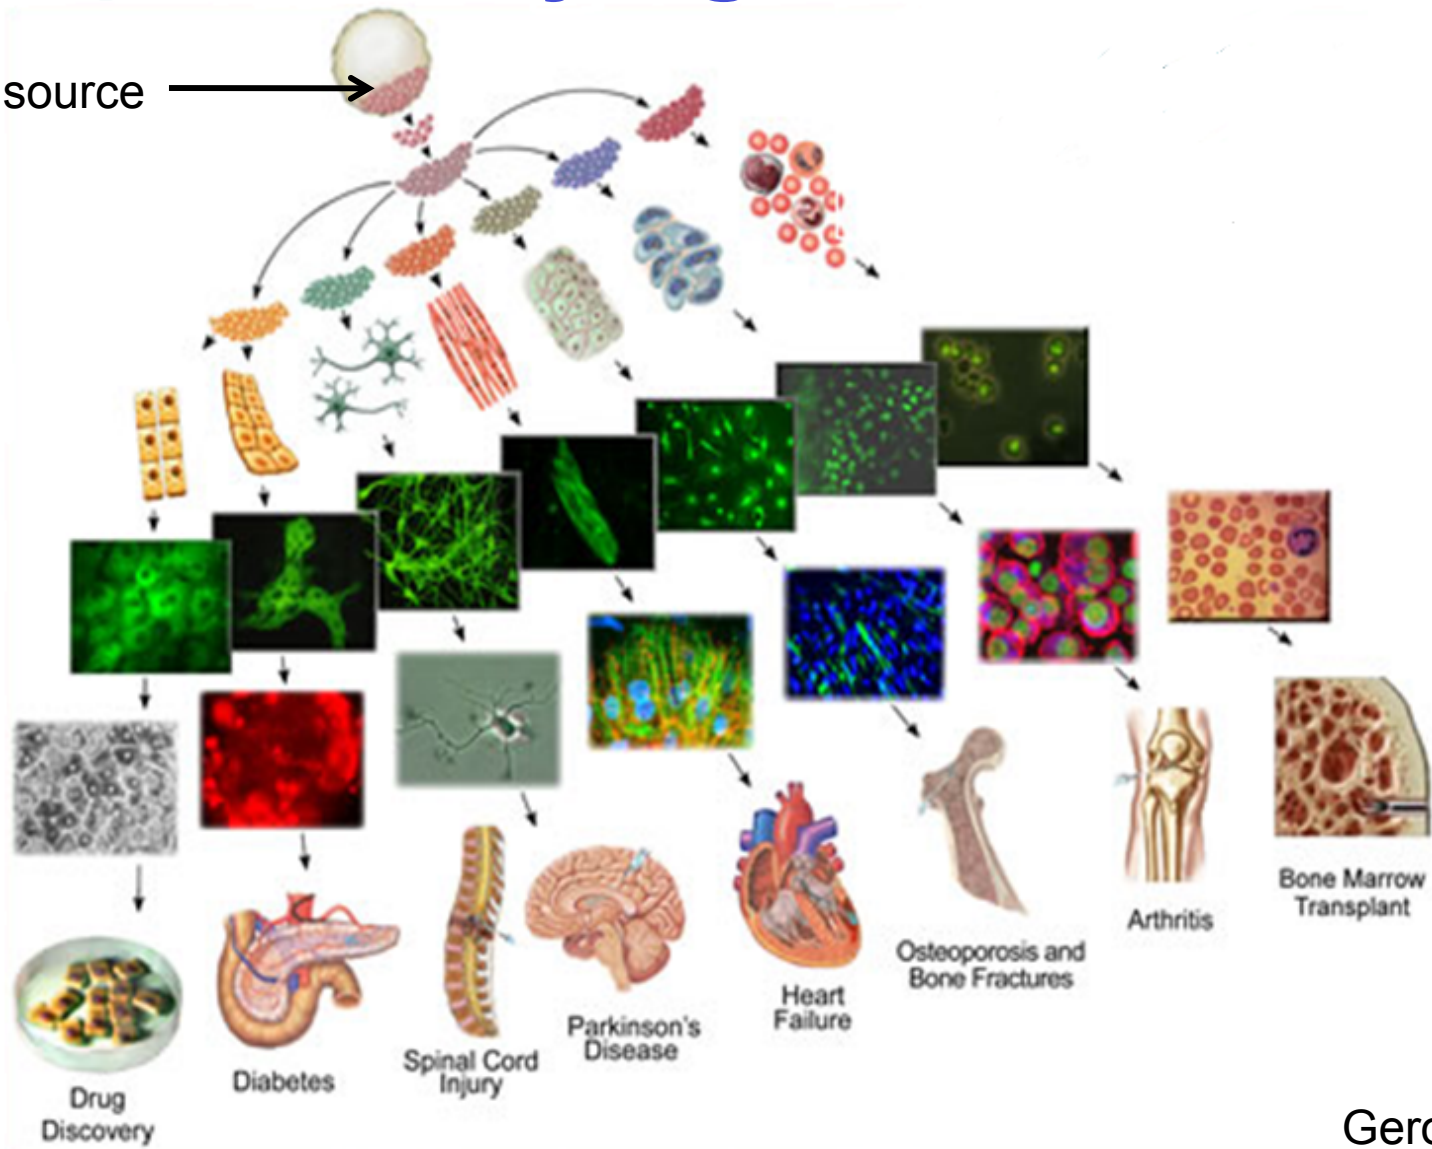 source
Bone Marrow
Transplant
Arthritis
Osteoporosis and
Bone Fractures
Heart
Failure
Parkinson's
Disease
Spinal Cord
Injury
Diabetes
Drug
Discovery